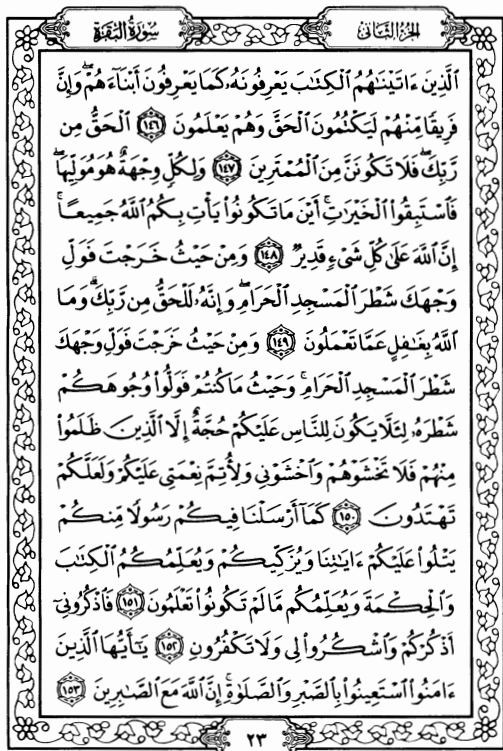 الجزء الثاني
سورة البقرة
الَّذِينَ ءَاتَيْنَٰهُمُ الْكِتَٰبَ يَعْرِفُونَهُۥ كَمَا يَعْرِفُونَ أَبْنَآءَهُمْ ۖ وَإِنَّ
فَرِيقًا مِّنْهُمْ لَيَكْتُمُونَ الْحَقَّ وَهُمْ يَعْلَمُونَ ١٤٦ الْحَقُّ مِن
رَّبِّكَ ۖ فَلَا تَكُونَنَّ مِنَ الْمُمْتَرِينَ ١٤٧ وَلِكُلٍّ وِجْهَةٌ هُوَ مُوَلِّيهَا ۖ
فَاسْتَبِقُوا۟ الْخَيْرَٰتِ ۚ أَيْنَ مَا تَكُونُوا۟ يَأْتِ بِكُمُ اللَّهُ جَمِيعًا ۚ
إِنَّ اللَّهَ عَلَىٰ كُلِّ شَىْءٍ قَدِيرٌ ١٤٨ وَمِنْ حَيْثُ خَرَجْتَ فَوَلِّ
وَجْهَكَ شَطْرَ الْمَسْجِدِ الْحَرَامِ ۖ وَإِنَّهُۥ لَلْحَقُّ مِن رَّبِّكَ ۗ وَمَا
اللَّهُ بِغَٰفِلٍ عَمَّا تَعْمَلُونَ ١٤٩ وَمِنْ حَيْثُ خَرَجْتَ فَوَلِّ وَجْهَكَ
شَطْرَ الْمَسْجِدِ الْحَرَامِ ۚ وَحَيْثُ مَا كُنتُمْ فَوَلُّوا۟ وُجُوهَكُمْ
شَطْرَهُۥ لِئَلَّا يَكُونَ لِلنَّاسِ عَلَيْكُمْ حُجَّةٌ إِلَّا الَّذِينَ ظَلَمُوا۟
مِنْهُمْ فَلَا تَخْشَوْهُمْ وَاخْشَوْنِى وَلِأُتِمَّ نِعْمَتِى عَلَيْكُمْ وَلَعَلَّكُمْ
تَهْتَدُونَ ١٥٠ كَمَآ أَرْسَلْنَا فِيكُمْ رَسُولًا مِّنكُمْ
يَتْلُوا۟ عَلَيْكُمْ ءَايَٰتِنَا وَيُزَكِّيكُمْ وَيُعَلِّمُكُمُ الْكِتَٰبَ
وَالْحِكْمَةَ وَيُعَلِّمُكُم مَّا لَمْ تَكُونُوا۟ تَعْلَمُونَ ١٥١ فَاذْكُرُونِىٓ
أَذْكُرْكُمْ وَاشْكُرُوا۟ لِى وَلَا تَكْفُرُونِ ١٥٢ يَٰٓأَيُّهَا الَّذِينَ
ءَامَنُوا۟ اسْتَعِينُوا۟ بِالصَّبْرِ وَالصَّلَوٰةِ ۚ إِنَّ اللَّهَ مَعَ الصَّٰبِرِينَ ١٥٣
٢٣